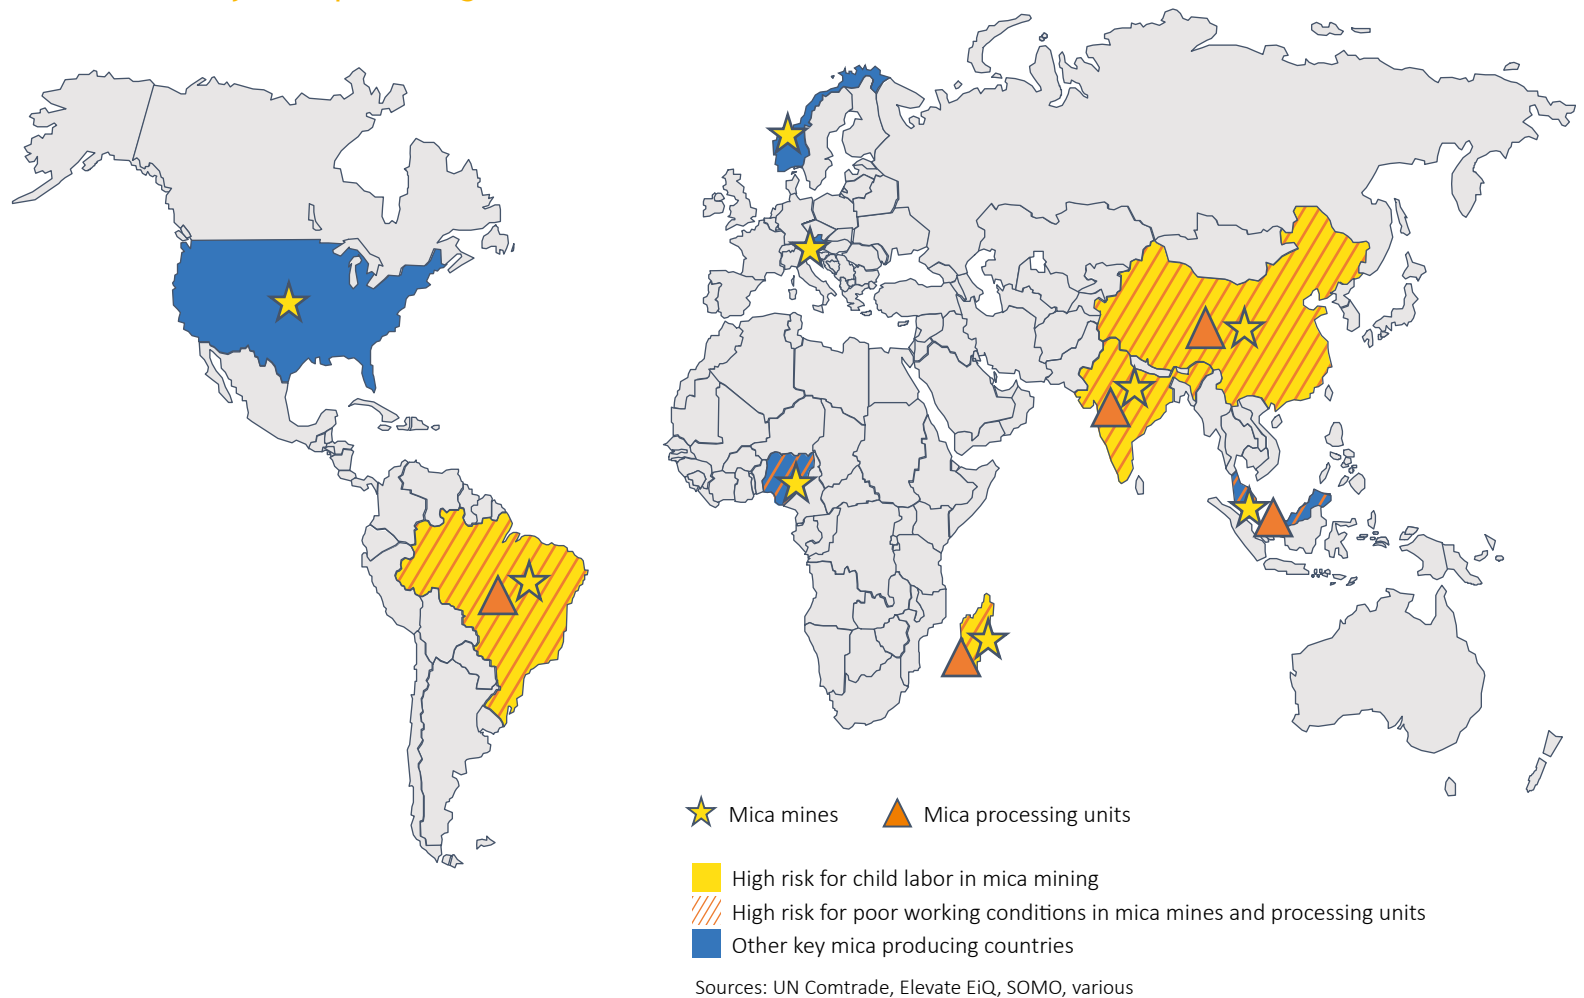 Mica mines
Mica processing units
High risk for child labor in mica mining
High risk for poor working conditions in mica mines and processing units
Other key mica producing countries
Sources: UN Comtrade, Elevate EiQ, SOMO, various